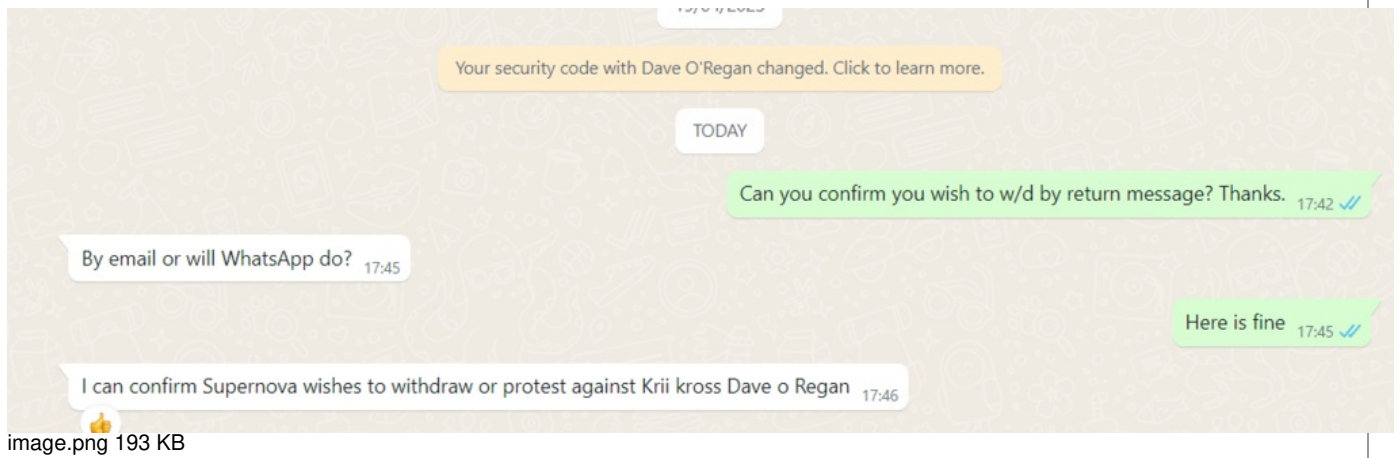 Your security code with Dave O'Regan changed. Click to learn more.
TODAY
Can you confirm you wish to w/d by return message? Thanks. 17:42
By email or will WhatsApp do? 17:45
Here is fine 17:45
I can confirm Supernova wishes to withdraw or protest against Krii kross Dave o Regan 17:46
image.png 193 KB